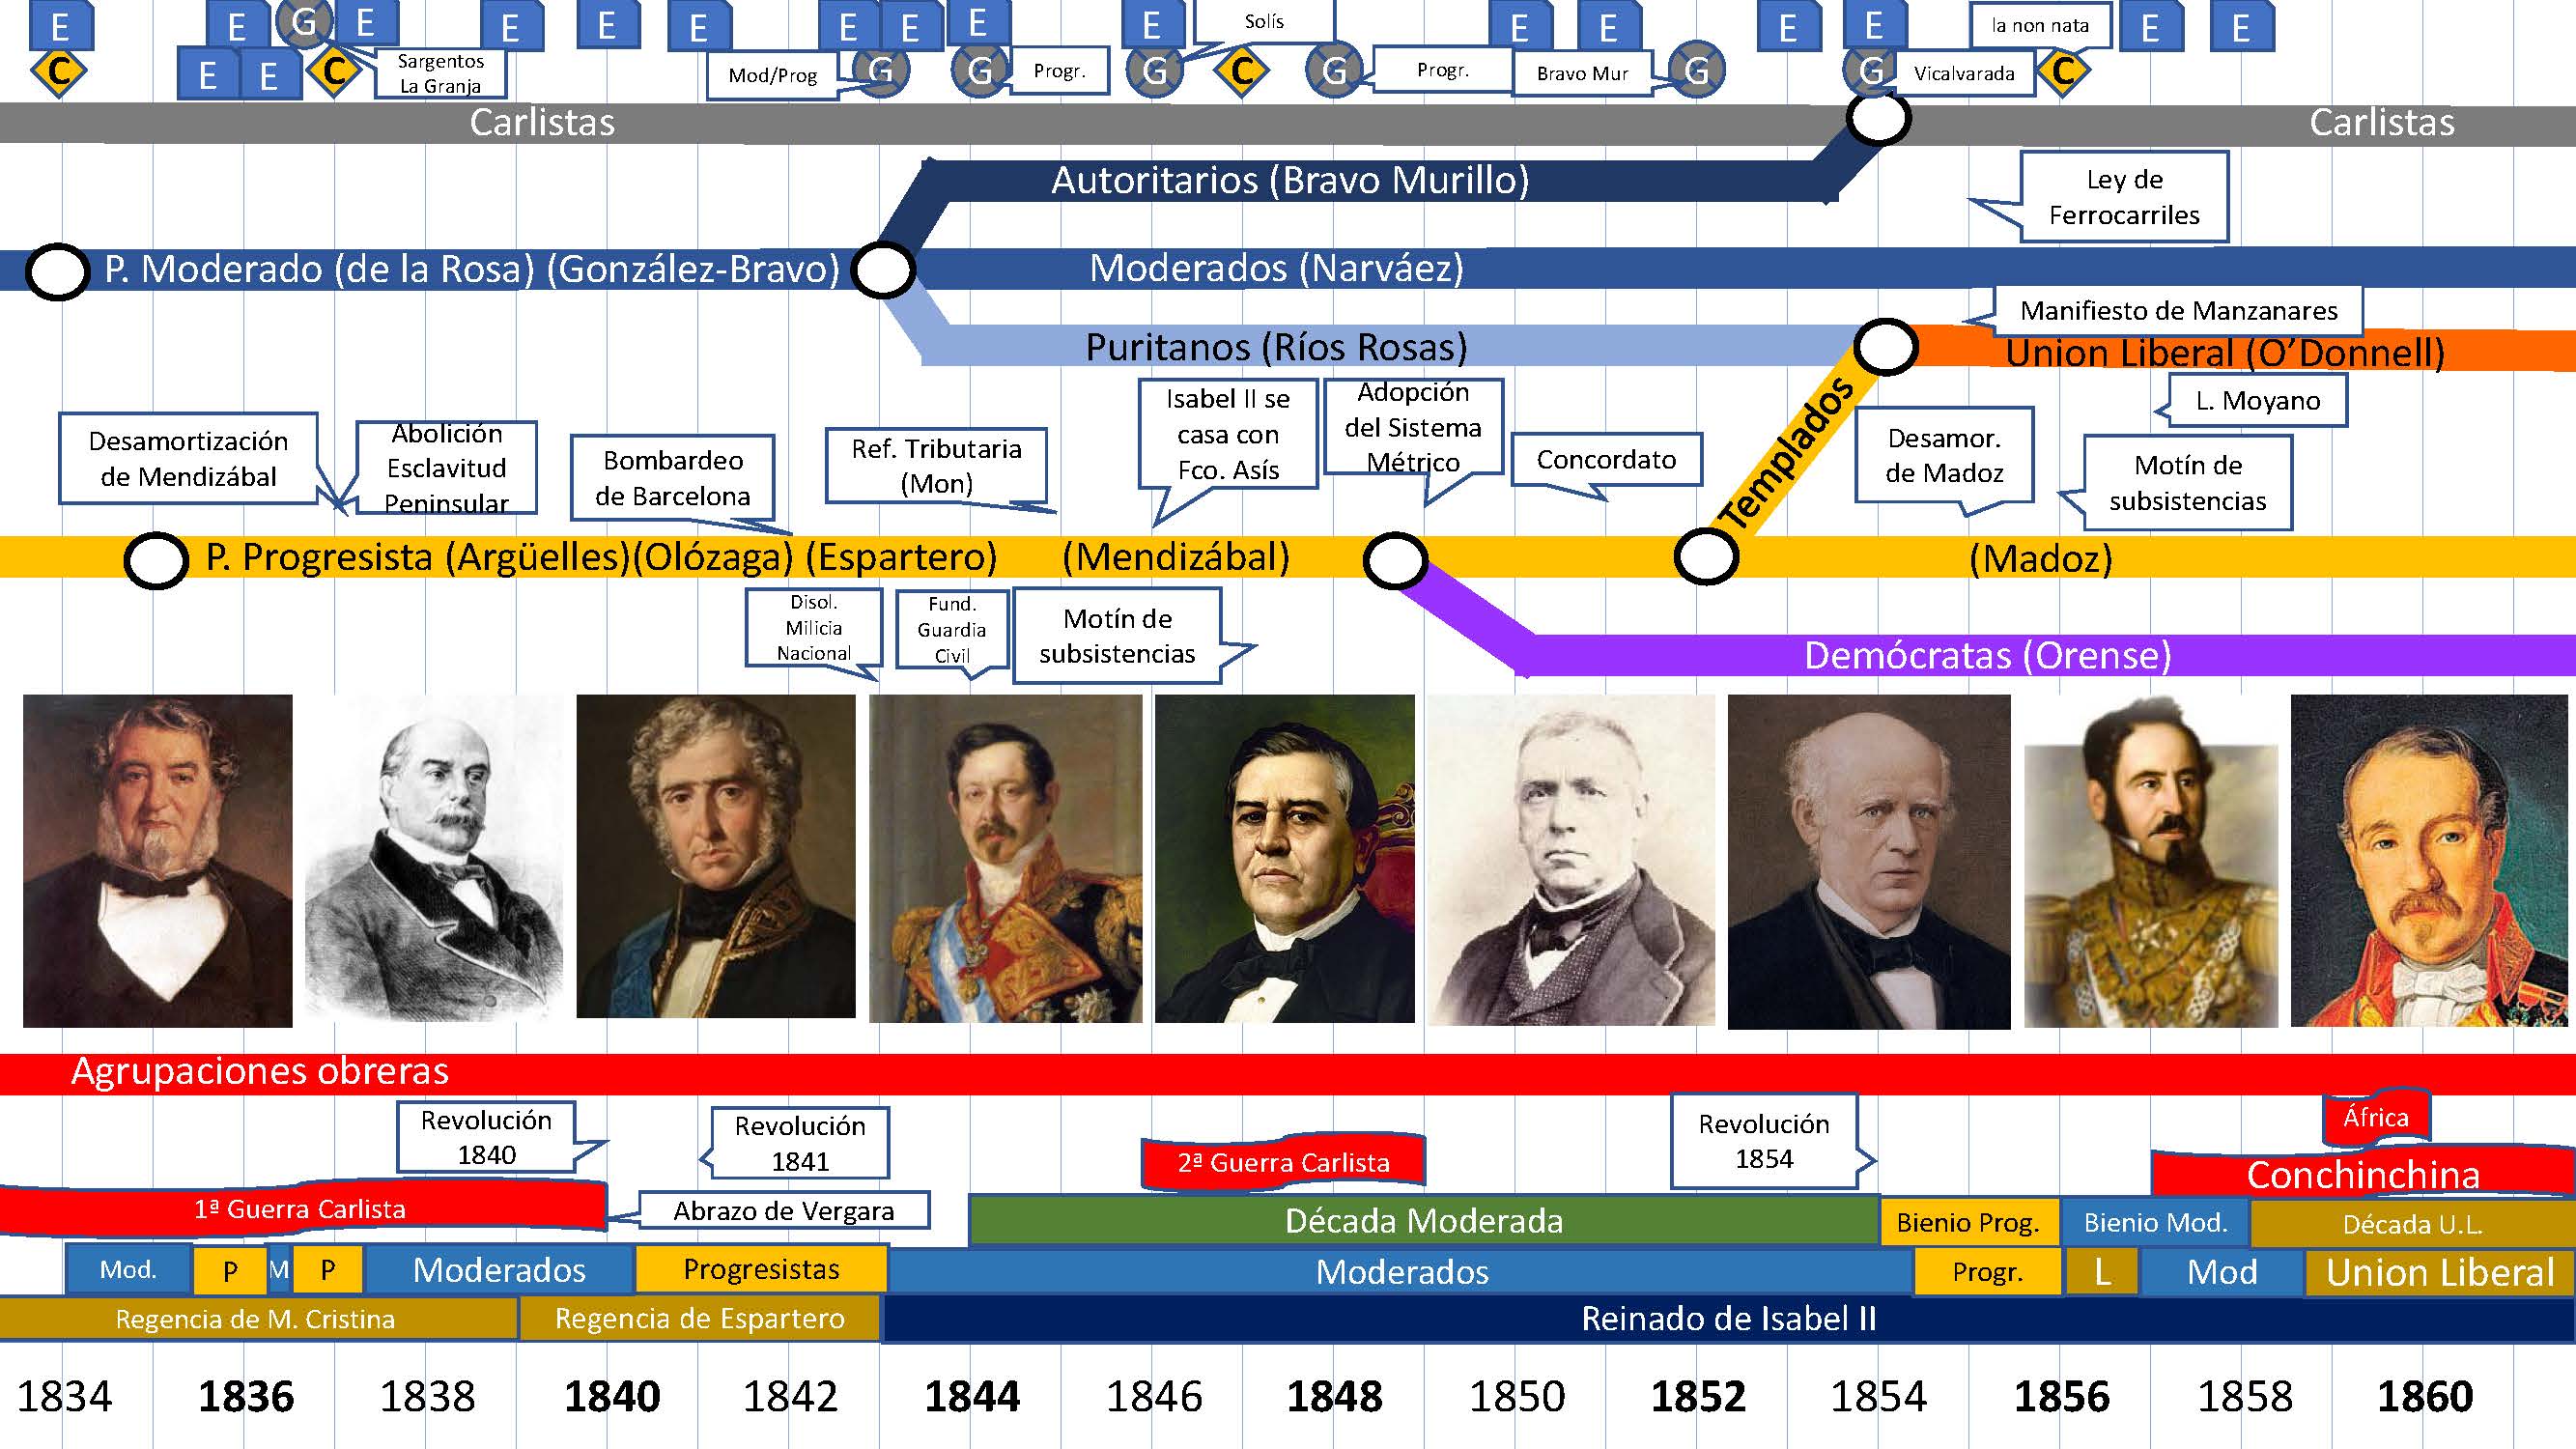 E
E
G
E
E
E
E
E
E
E
E
Solís
E
E
E
E
la non nata
E
E
C
E
E
C
Sargentos
La Granja
Mod/Prog
G
G
Progr.
G
C
G
Progr.
Bravo Mur
G
G
Vicalvarada
C
Carlistas
Carlistas
Autoritarios (Bravo Murillo)
Ley de
Ferrocarriles
P. Moderado (de la Rosa) (González-Bravo)
Moderados (Narváez)
Manifiesto de Manzanares
Puritanos (Ríos Rosas)
Union Liberal (O’Donnell)
Templados
L. Moyano
Desamortización
de Mendizábal
Abolición
Esclavitud
Peninsular
Bombardeo
de Barcelona
Ref. Tributaria
(Mon)
Isabel II se
casa con
Fco. Asís
Adopción
del Sistema
Métrico
Concordato
Desamor.
de Madoz
Motín de
subsistencias
P. Progresista (Argüelles)(Olózaga) (Espartero)
(Mendizábal)
(Madoz)
Disol.
Milicia
Nacional
Fund.
Guardia
Civil
Motín de
subsistencias
Demócratas (Orense)
Agrupaciones obreras
Revolución
1840
Revolución
1841
2ª Guerra Carlista
Revolución
1854
África
Conchinchina
1ª Guerra Carlista
Abrazo de Vergara
Década Moderada
Bienio Prog.
Bienio Mod.
Década U.L.
Mod.
P
M
P
Moderados
Progresistas
Moderados
Progr.
L
Mod
Union Liberal
Regencia de M. Cristina
Regencia de Espartero
Reinado de Isabel II
1834
1836
1838
1840
1842
1844
1846
1848
1850
1852
1854
1856
1858
1860